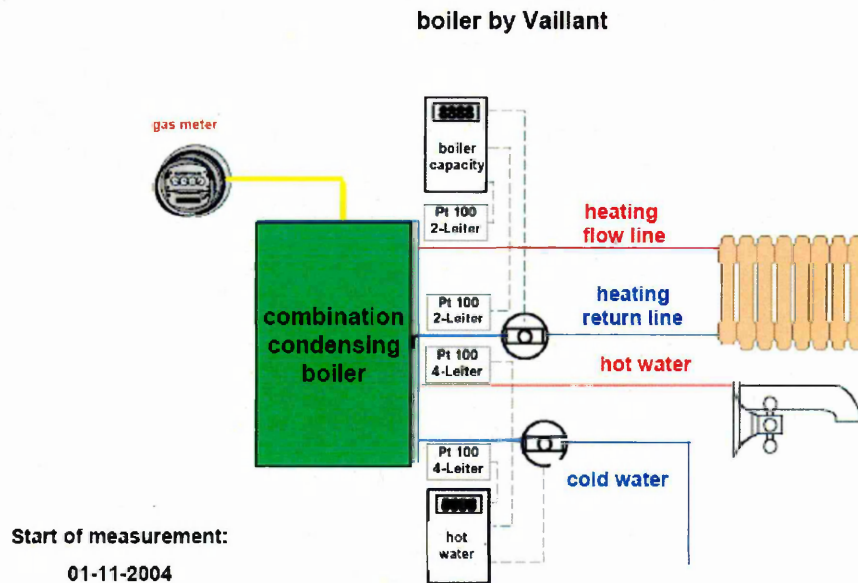 boiler by Vaillant
gas meter
boiler
capacity
Pt 100
2-Leiter
heating
flow line
Pt 100
2-Leiter
heating
return line
combination
condensing
boiler
Pt 100
4-Leiter
hot water
Pt 100
4-Leiter
cold water
hot
water
Start of measurement:
01-11-2004